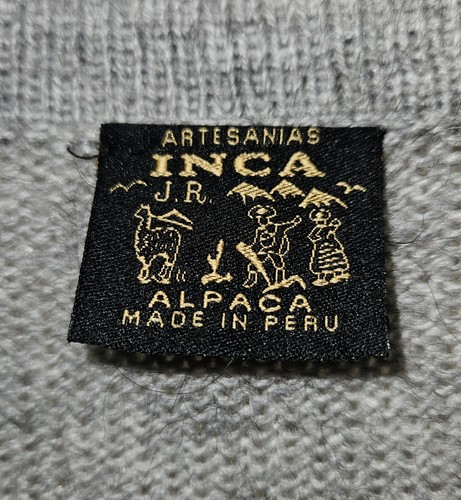 ARTESANIAS
INCA
J.R.
ALPACA
MADE IN PERU